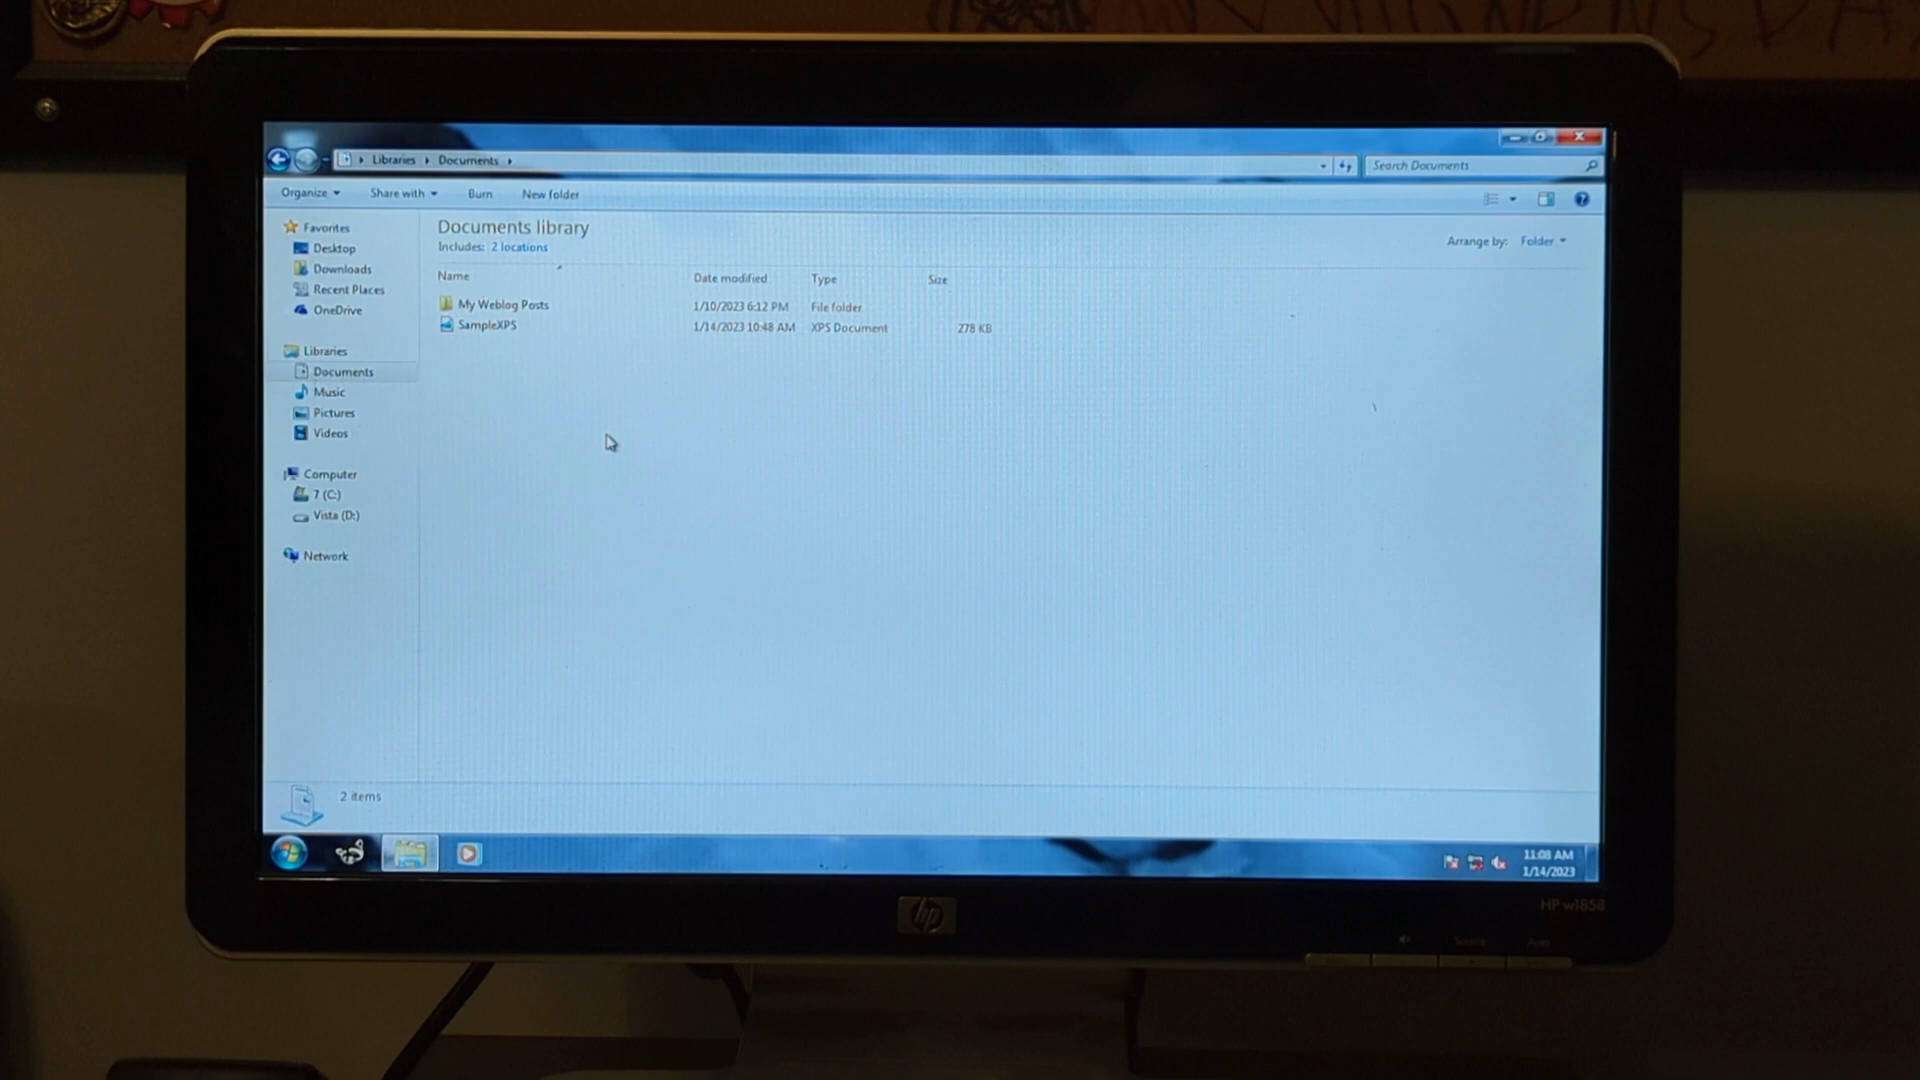 Libraries Documents
Search Documents
Organize Share with Burn New folder
Favorites
Desktop
Downloads
Recent Places
OneDrive
Libraries
Documents
Music
Pictures
Videos
Computer
7 (C:)
Vista (D:)
Network
Documents library
Includes: 2 locations
Arrange by: Folder
Name Date modified Type Size
My Weblog Posts 1/10/2023 6:12 PM File folder
SampleXPS 1/14/2023 10:48 AM XPS Document 278 KB
2 items
11:08 AM
1/14/2023
hp
HP w1858
Source Auto